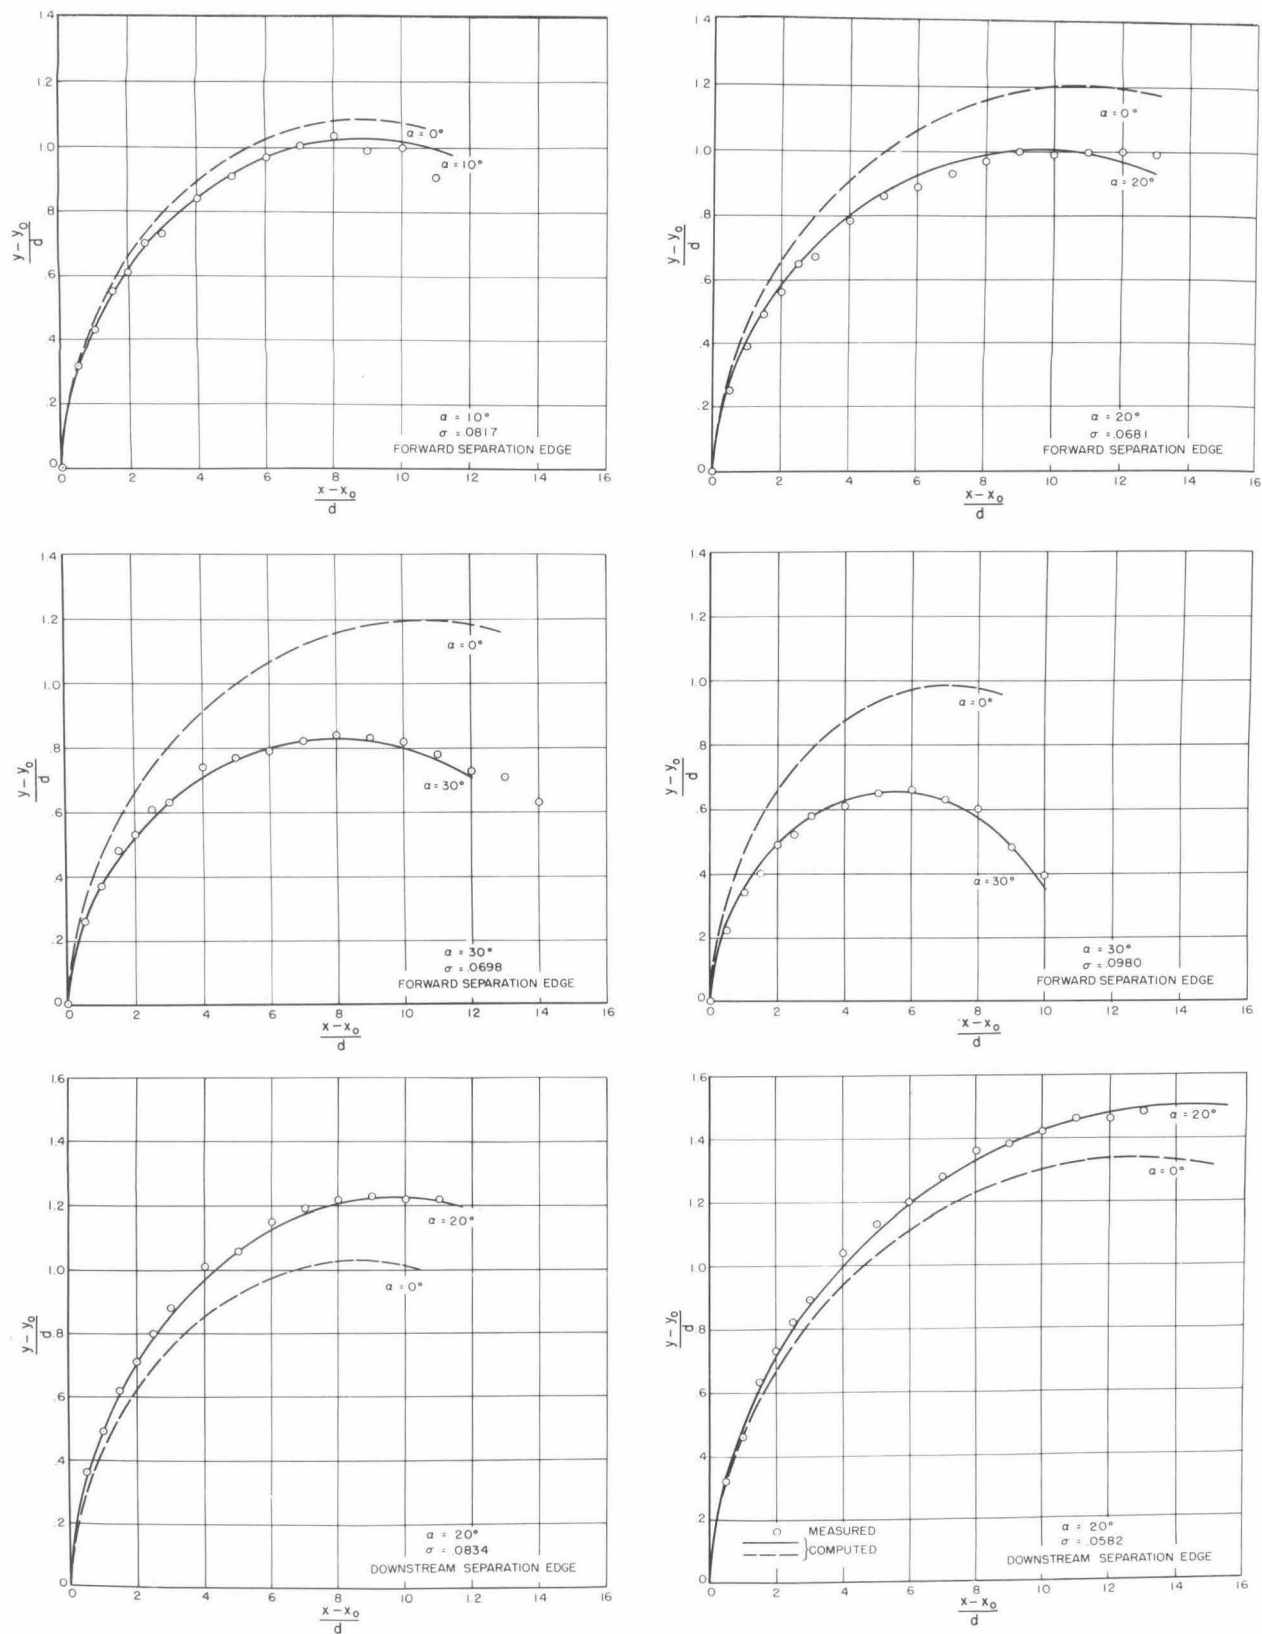 1.4
1.2
1.0
.8
.6
.4
.2
0
y – y₀
d
α = 0°
α = 10°
α = 10°
σ = .0817
FORWARD SEPARATION EDGE
0 2 4 6 8 10 12 14 16
x – x₀
d
1.4
1.2
1.0
.8
.6
.4
.2
0
y – y₀
d
α = 0°
α = 20°
α = 20°
σ = .0681
FORWARD SEPARATION EDGE
0 2 4 6 8 10 12 14 16
x – x₀
d
1.4
1.2
1.0
.8
.6
.4
.2
0
y – y₀
d
α = 0°
α = 30°
α = 30°
σ = .0698
FORWARD SEPARATION EDGE
0 2 4 6 8 10 12 14 16
x – x₀
d
1.4
1.2
1.0
.8
.6
.4
.2
0
y – y₀
d
α = 0°
α = 30°
α = 30°
σ = .0980
FORWARD SEPARATION EDGE
0 2 4 6 8 10 12 14 16
x – x₀
d
1.6
1.4
1.2
1.0
.8
.6
.4
.2
0
y – y₀
d
α = 20°
α = 0°
α = 20°
σ = .0834
DOWNSTREAM SEPARATION EDGE
0 2 4 6 8 10 1.2 14 16
x – x₀
d
1.6
1.4
1.2
1.0
.8
.6
.4
.2
0
y – y₀
d
α = 20°
α = 0°
MEASURED
COMPUTED
α = 20°
σ = .0582
DOWNSTREAM SEPARATION EDGE
0 2 4 6 8 10 12 14 16
x – x₀
d